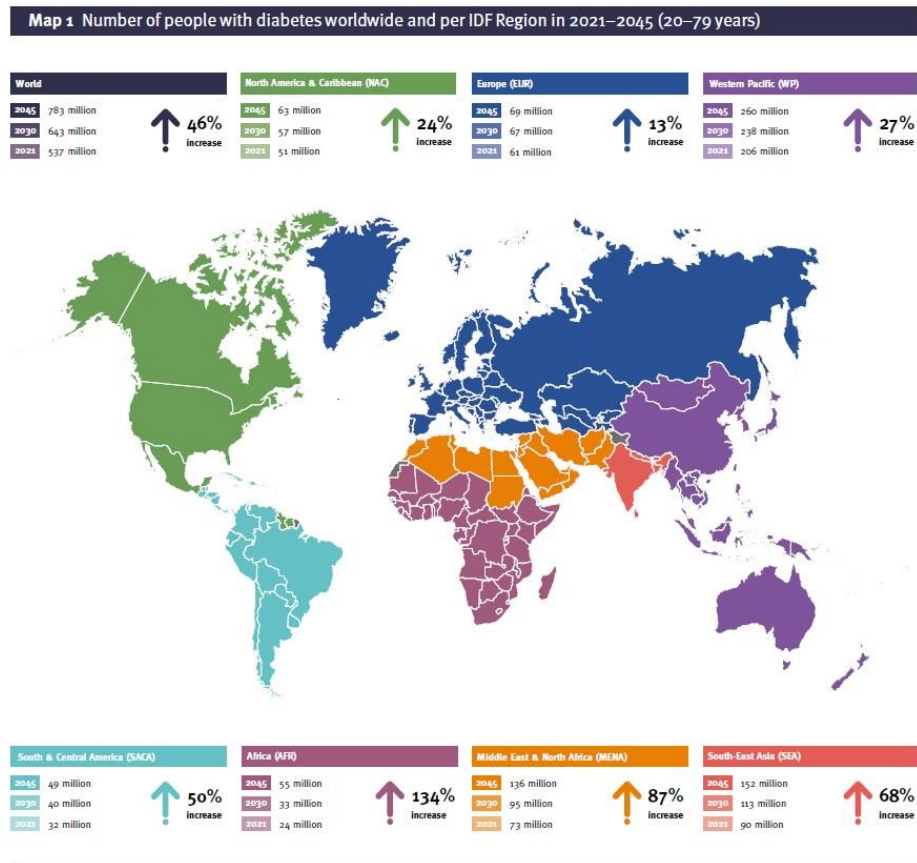 Map 1 Number of people with diabetes worldwide and per IDF Region in 2021–2045 (20–79 years)
World
2045 783 million
2030 643 million
2021 537 million
46%
increase
North America & Caribbean (NAC)
2045 63 million
2030 57 million
2021 51 million
24%
increase
Europe (EUR)
2045 69 million
2030 67 million
2021 61 million
13%
increase
Western Pacific (WP)
2045 260 million
2030 238 million
2021 206 million
27%
increase
South & Central America (SACA)
2045 49 million
2030 40 million
2021 32 million
50%
increase
Africa (AFR)
2045 55 million
2030 33 million
2021 24 million
134%
increase
Middle East & North Africa (MENA)
2045 136 million
2030 95 million
2021 73 million
87%
increase
South-East Asia (SEA)
2045 152 million
2030 113 million
2021 90 million
68%
increase